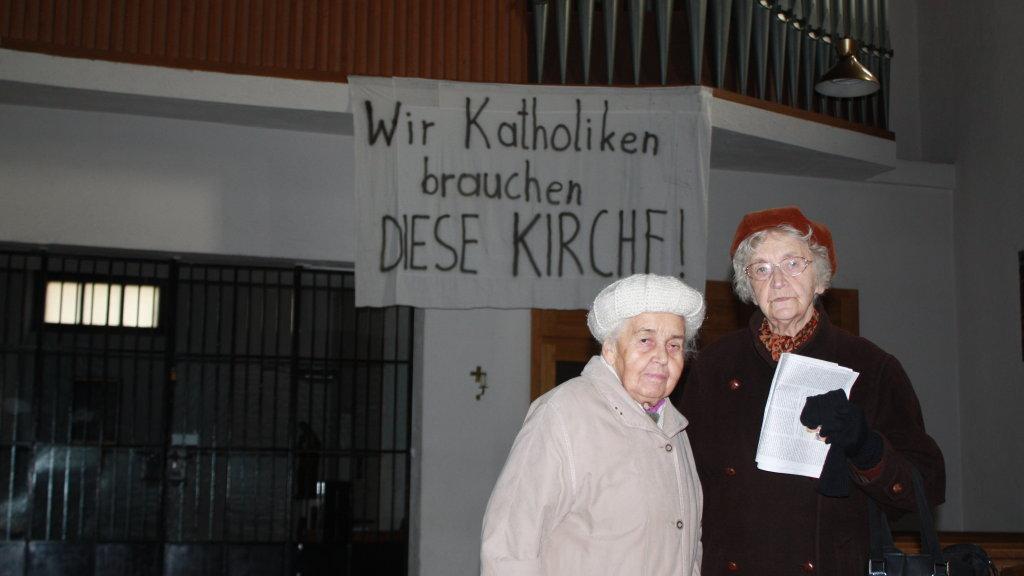 Wir Katholiken
brauchen
DIESE KIRCHE!